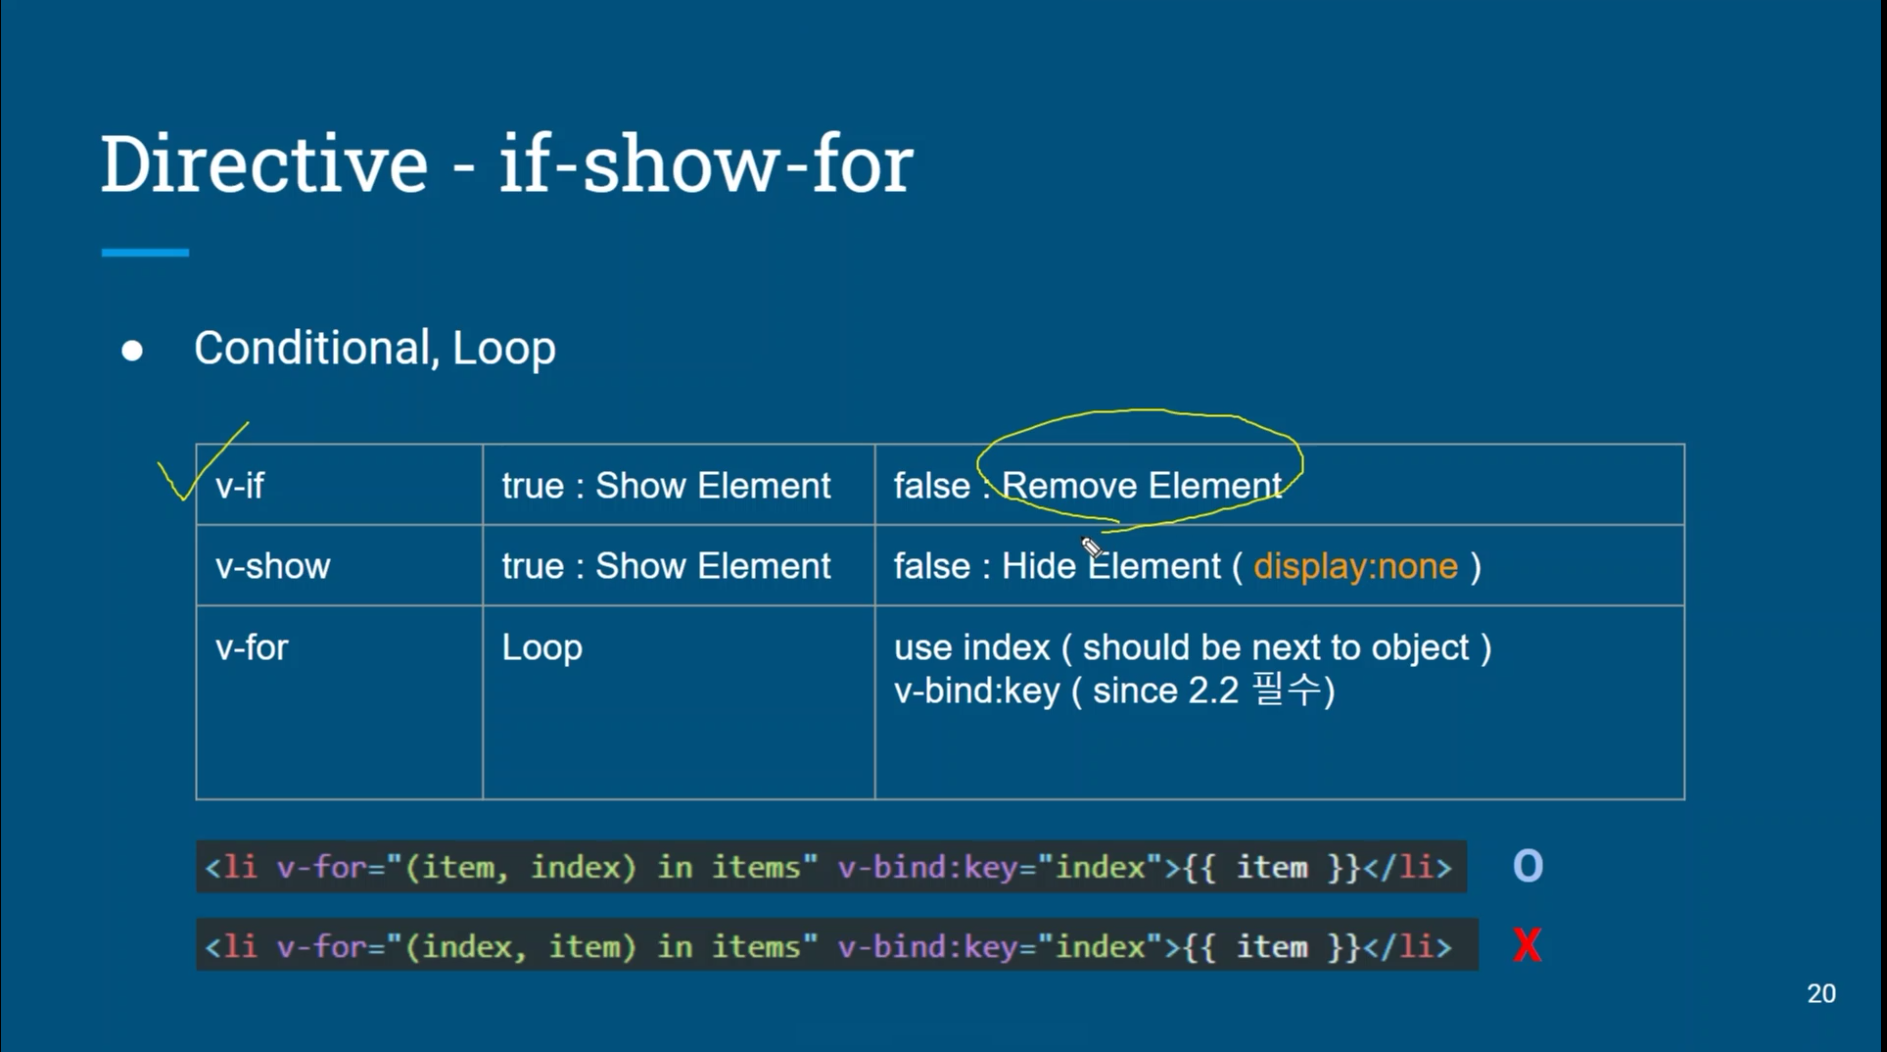 Directive - if-show-for
● Conditional, Loop
v-if
true : Show Element
false : Remove Element
v-show
true : Show Element
false : Hide Element ( display:none )
v-for
Loop
use index ( should be next to object )
v-bind:key ( since 2.2 필수)
<li v-for="(item, index) in items" v-bind:key="index">{{ item }}</li>
O
<li v-for="(index, item) in items" v-bind:key="index">{{ item }}</li>
X
20